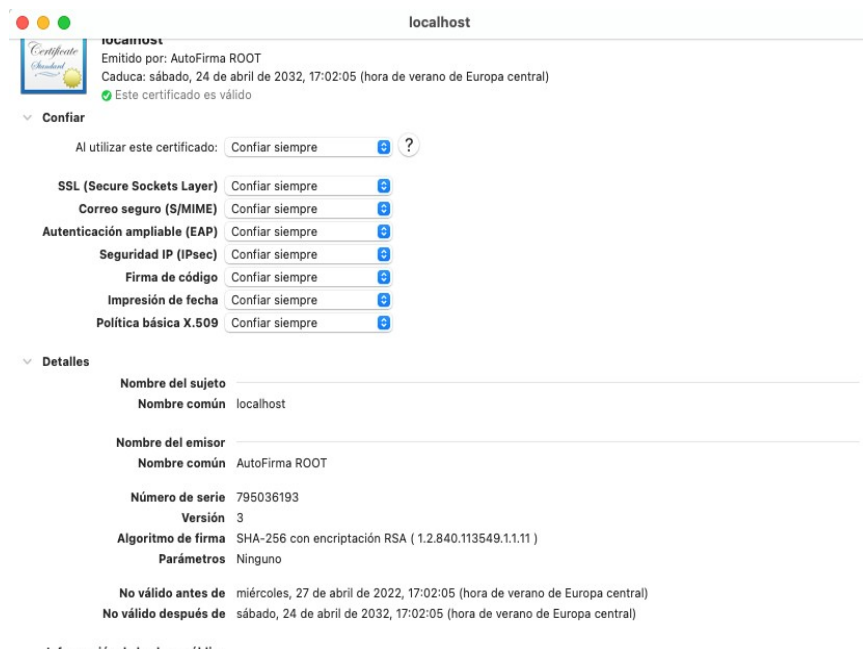 localhost
Certificate
Standard
localhost
Emitido por: AutoFirma ROOT
Caduca: sábado, 24 de abril de 2032, 17:02:05 (hora de verano de Europa central)
Este certificado es válido
Confiar
Al utilizar este certificado: Confiar siempre ?
SSL (Secure Sockets Layer) Confiar siempre
Correo seguro (S/MIME) Confiar siempre
Autenticación ampliable (EAP) Confiar siempre
Seguridad IP (IPsec) Confiar siempre
Firma de código Confiar siempre
Impresión de fecha Confiar siempre
Política básica X.509 Confiar siempre
Detalles
Nombre del sujeto
Nombre común localhost
Nombre del emisor
Nombre común AutoFirma ROOT
Número de serie 795036193
Versión 3
Algoritmo de firma SHA-256 con encriptación RSA ( 1.2.840.113549.1.1.11 )
Parámetros Ninguno
No válido antes de miércoles, 27 de abril de 2022, 17:02:05 (hora de verano de Europa central)
No válido después de sábado, 24 de abril de 2032, 17:02:05 (hora de verano de Europa central)